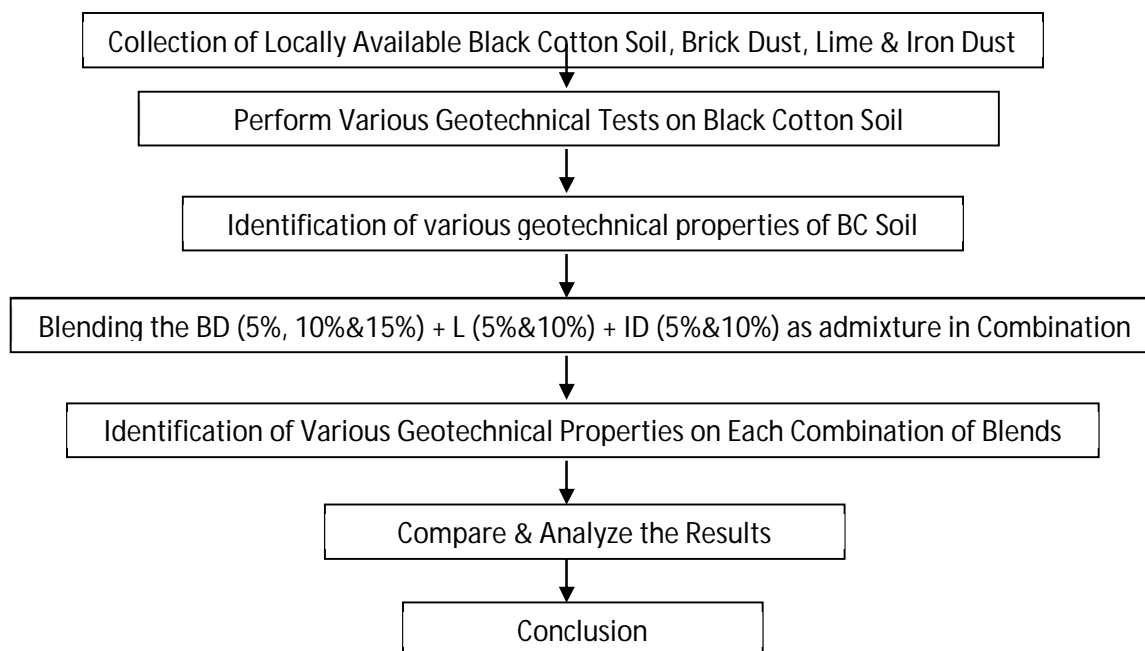 Collection of Locally Available Black Cotton Soil, Brick Dust, Lime & Iron Dust
Perform Various Geotechnical Tests on Black Cotton Soil
Identification of various geotechnical properties of BC Soil
Blending the BD (5%, 10%&15%) + L (5%&10%) + ID (5%&10%) as admixture in Combination
Identification of Various Geotechnical Properties on Each Combination of Blends
Compare & Analyze the Results
Conclusion